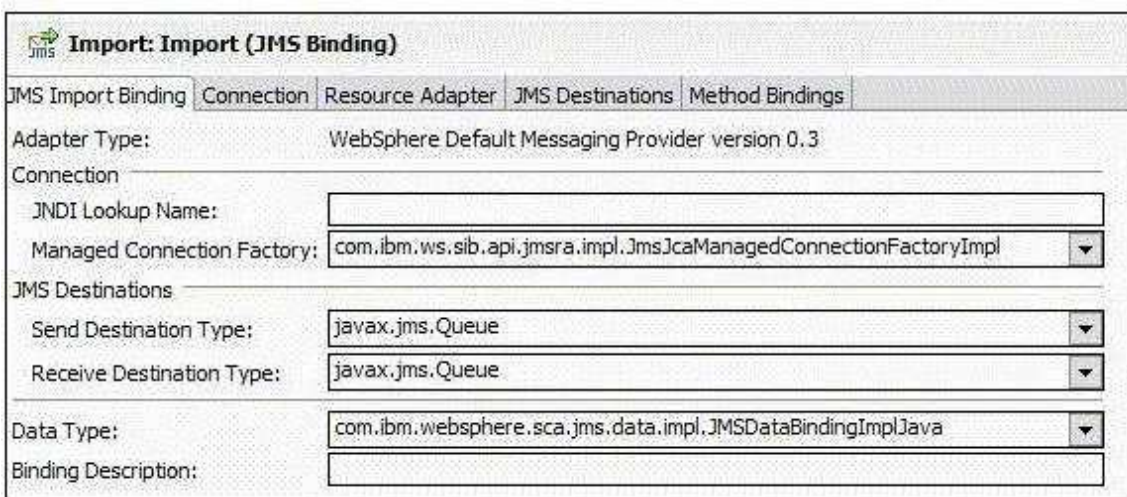 JMS Import: Import (JMS Binding)
JMS Import Binding Connection Resource Adapter JMS Destinations Method Bindings
Adapter Type: WebSphere Default Messaging Provider version 0.3
Connection
JNDI Lookup Name:
Managed Connection Factory: com.ibm.ws.sib.api.jmsra.impl.JmsJcaManagedConnectionFactoryImpl
JMS Destinations
Send Destination Type: javax.jms.Queue
Receive Destination Type: javax.jms.Queue
Data Type: com.ibm.websphere.sca.jms.data.impl.JMSDataBindingImplJava
Binding Description: